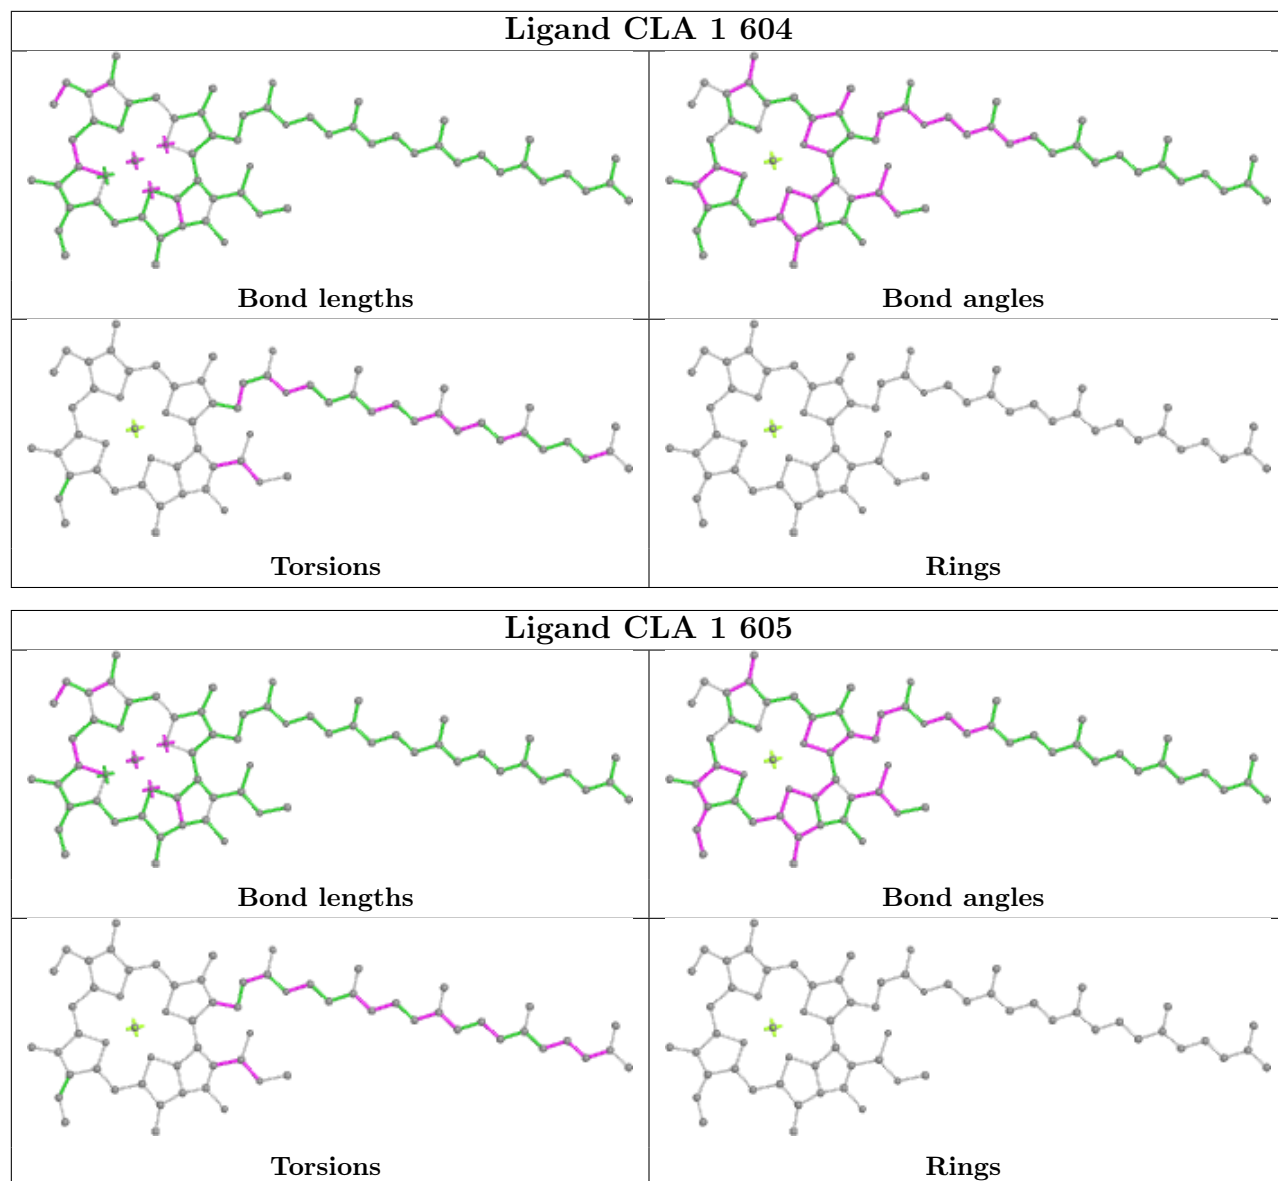 Ligand CLA 1 604
Bond lengths
Bond angles
Torsions
Rings
Ligand CLA 1 605
Bond lengths
Bond angles
Torsions
Rings